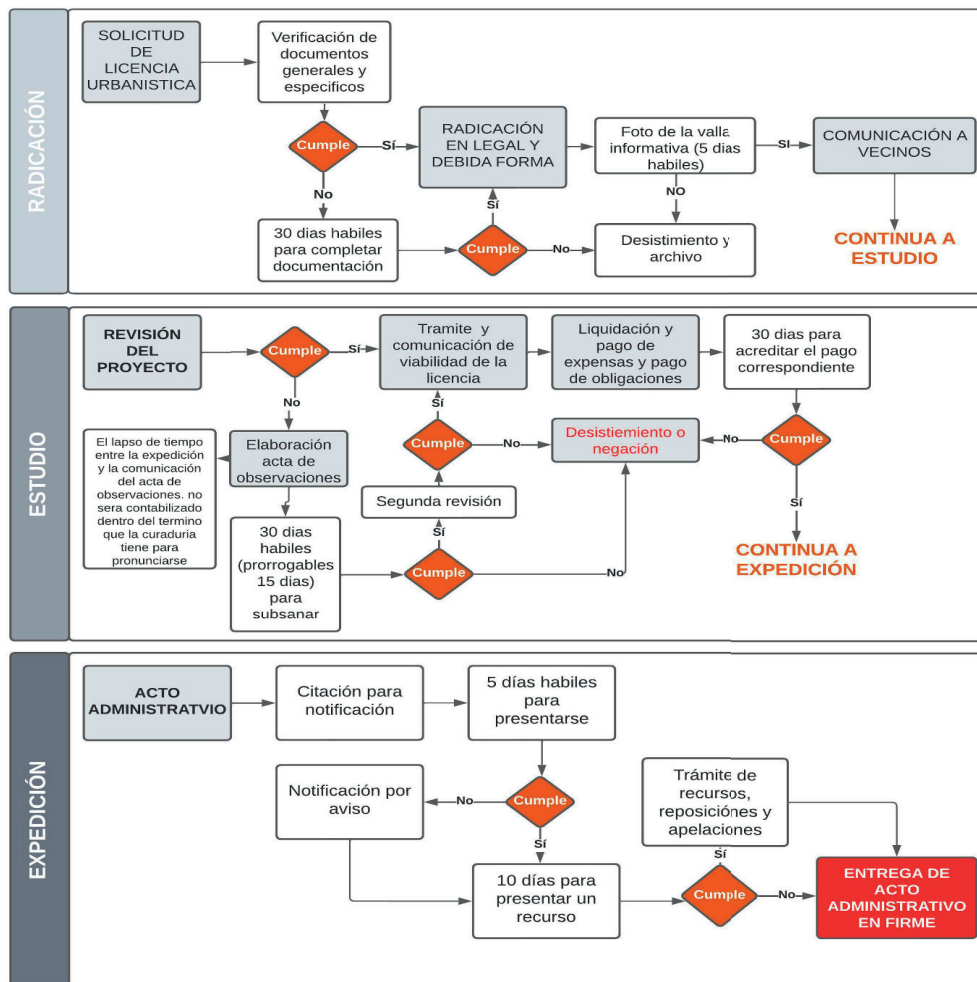 RADICACIÓN
SOLICITUD
DE
LICENCIA
URBANISTICA
Verificación de
documentos
generales y
especificos
Cumple
Sí
No
RADICACIÓN
EN LEGAL Y
DEBIDA FORMA
Foto de la valla
informativa (5 dias
habiles)
SI
NO
COMUNICACIÓN A
VECINOS
30 dias habiles
para completar
documentación
Cumple
Sí
No
Desistimiento y
archivo
CONTINUA A
ESTUDIO
ESTUDIO
REVISIÓN
DEL
PROYECTO
Cumple
Sí
No
Tramite y
comunicación de
viabilidad de la
licencia
Liquidación y
pago de
expensas y pago
de obligaciones
30 dias para
acreditar el pago
correspondiente
El lapso de tiempo
entre la expedición
y la comunicación
del acta de
observaciones. no
sera contabilizado
dentro del termino
que la curaduria
tiene para
pronunciarse
Elaboración
acta de
observaciones
Sí
Cumple
No
Desistiemiento o
negación
No
Cumple
Sí
Segunda revisión
Sí
30 dias habiles
(prorrogables
15 dias)
para
subsanar
Cumple
No
CONTINUA A
EXPEDICIÓN
EXPEDICIÓN
ACTO
ADMINISTRATVIO
Citación para
notificación
5 días habiles
para
presentarse
Notificación por
aviso
No
Cumple
Sí
Trámite de
recursos,
reposiciónes y
apelaciones
Sí
10 días para
presentar un
recurso
Cumple
No
ENTREGA DE
ACTO
ADMINISTRATIVO
EN FIRME